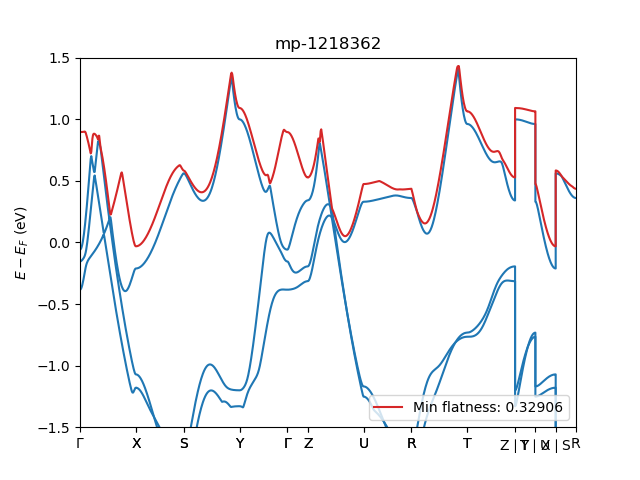 mp-1218362
E − E_F (eV)
1.5
1.0
0.5
0.0
−0.5
−1.0
−1.5
Min flatness: 0.32906
Γ X S Y Γ Z U R T Z | Y | X | S R